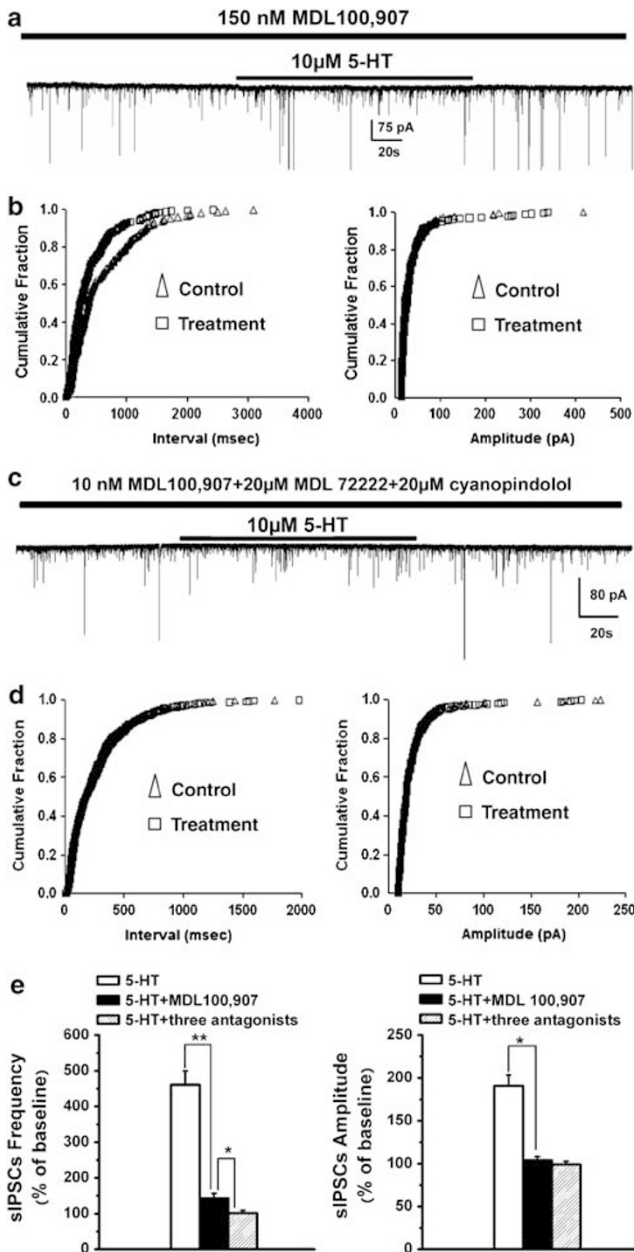 a
150 nM MDL100,907
10µM 5-HT
75 pA
20s
b
Cumulative Fraction
1.0
0.8
0.6
0.4
0.2
0.0
Control
Treatment
0 1000 2000 3000 4000
Interval (msec)
Cumulative Fraction
1.0
0.8
0.6
0.4
0.2
0.0
Control
Treatment
0 100 200 300 400 500
Amplitude (pA)
c
10 nM MDL100,907+20µM MDL 72222+20µM cyanopindolol
10µM 5-HT
80 pA
20s
d
Cumulative Fraction
1.0
0.8
0.6
0.4
0.2
0.0
Control
Treatment
0 500 1000 1500 2000
Interval (msec)
Cumulative Fraction
1.0
0.8
0.6
0.4
0.2
0.0
Control
Treatment
0 50 100 150 200 250
Amplitude (pA)
e
5-HT
5-HT+MDL100,907
5-HT+three antagonists
sIPSCs Frequency
(% of baseline)
600
500
400
300
200
100
0
**
*
5-HT
5-HT+MDL 100,907
5-HT+three antagonists
sIPSCs Amplitude
(% of baseline)
250
200
150
100
50
0
*